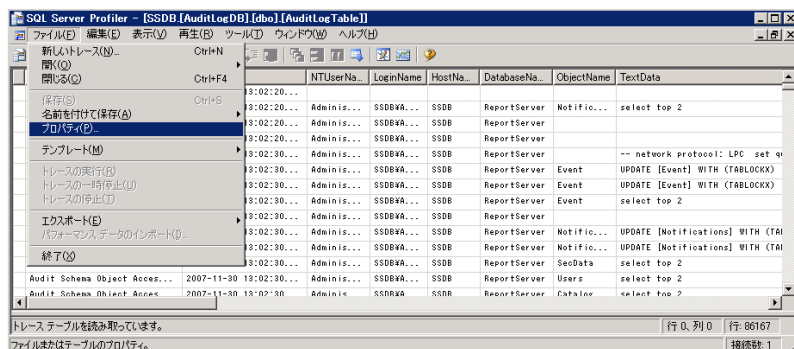 SQL Server Profiler - [SSDB.[AuditLogDB].[dbo].[AuditLogTable]]
ファイル(F) 編集(E) 表示(V) 再生(R) ツール(T) ウィンドウ(W) ヘルプ(H)
新しいトレース(N)... Ctrl+N
開く(O)
閉じる(C) Ctrl+F4
保存(S) Ctrl+S
名前を付けて保存(A)
プロパティ(P)...
テンプレート(M)
トレースの実行(R)
トレースの一時停止(U)
トレースの停止(T)
エクスポート(E)
パフォーマンス データのインポート(I)...
終了(X)
NTUserNa... LoginName HostNa... DatabaseNa... ObjectName TextData
13:02:20...
13:02:20... Adminis... SSDB¥A... SSDB ReportServer Notific... select top 2
13:02:20... Adminis... SSDB¥A... SSDB ReportServer
13:02:20... Adminis... SSDB¥A... SSDB ReportServer
13:02:30... Adminis... SSDB¥A... SSDB ReportServer -- network protocol: LPC set qu
13:02:30... Adminis... SSDB¥A... SSDB ReportServer Event UPDATE [Event] WITH (TABLOCKX)
13:02:30... Adminis... SSDB¥A... SSDB ReportServer Event UPDATE [Event] WITH (TABLOCKX)
13:02:30... Adminis... SSDB¥A... SSDB ReportServer Event select top 2
13:02:30... Adminis... SSDB¥A... SSDB ReportServer
13:02:30... Adminis... SSDB¥A... SSDB ReportServer Notific... UPDATE [Notifications] WITH (TAB
13:02:30... Adminis... SSDB¥A... SSDB ReportServer Notific... UPDATE [Notifications] WITH (TAB
13:02:30... Adminis... SSDB¥A... SSDB ReportServer SecData select top 2
Audit Schema Object Acces... 2007-11-30 13:02:30... Adminis... SSDB¥A... SSDB ReportServer Users select top 2
Audit Schema Object Acces... 2007-11-30 13:02:30... Adminis... SSDB¥A... SSDB ReportServer Catalog select top 2
トレース テーブルを読み取っています。 行 0、列 0 行: 86167
ファイルまたはテーブルのプロパティ。 接続数: 1